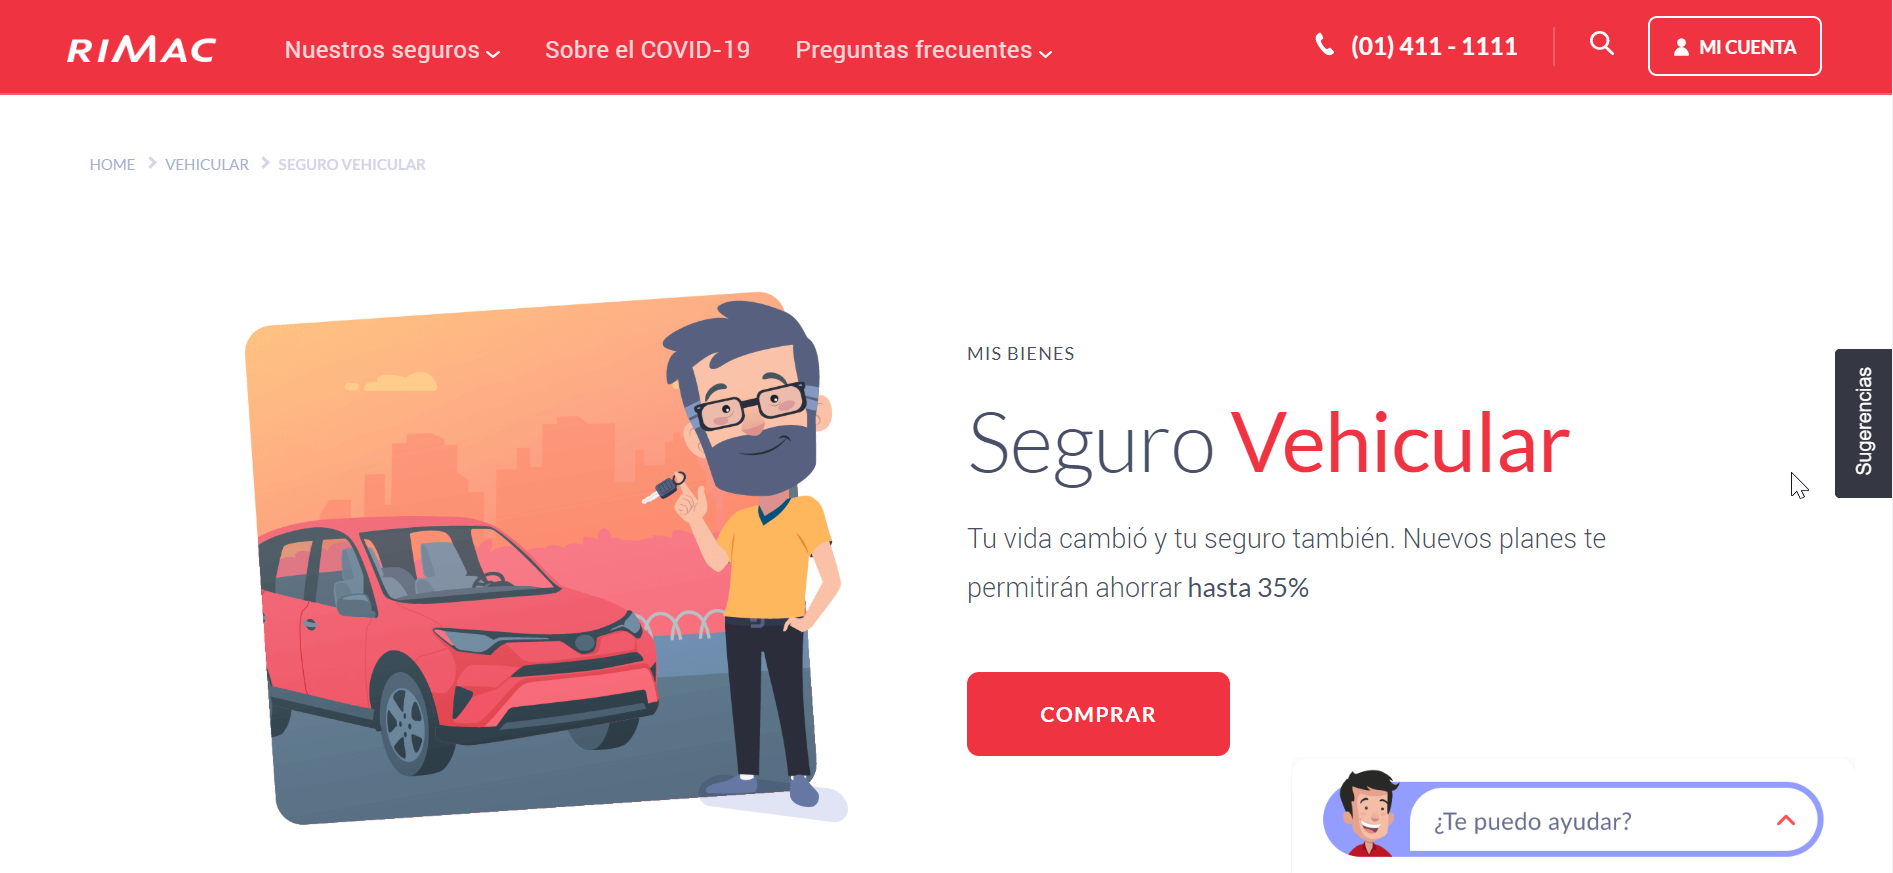 RIMAC
Nuestros seguros
Sobre el COVID-19
Preguntas frecuentes
(01) 411 - 1111
MI CUENTA
HOME
VEHICULAR
SEGURO VEHICULAR
MIS BIENES
Seguro Vehicular
Tu vida cambió y tu seguro también. Nuevos planes te
permitirán ahorrar hasta 35%
COMPRAR
Sugerencias
¿Te puedo ayudar?